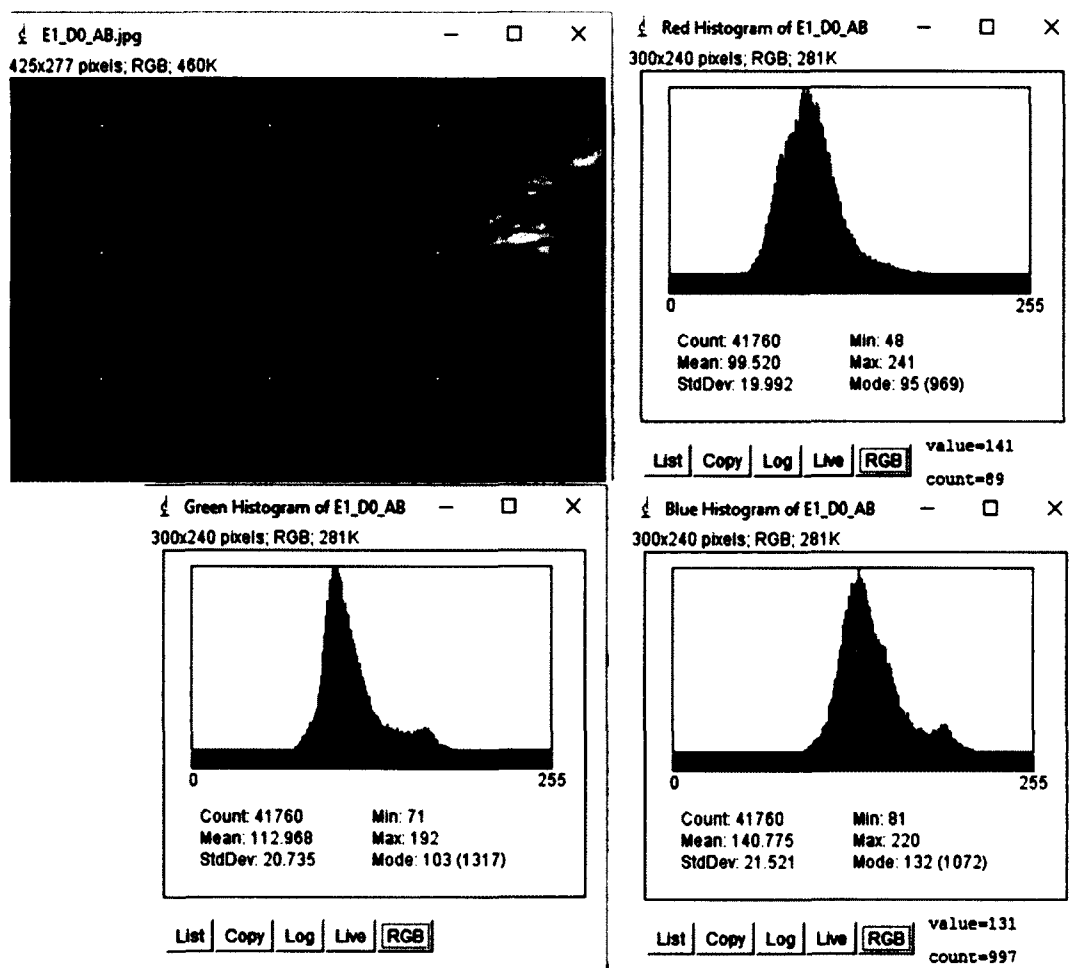 E1_D0_AB.jpg
425x277 pixels; RGB; 460K
Red Histogram of E1_D0_AB
300x240 pixels; RGB; 281K
0 255
Count: 41760 Min: 48
Mean: 99.520 Max: 241
StdDev: 19.992 Mode: 95 (969)
List Copy Log Live RGB value=141
count=89
Green Histogram of E1_D0_AB
300x240 pixels; RGB; 281K
0 255
Count: 41760 Min: 71
Mean: 112.968 Max: 192
StdDev: 20.735 Mode: 103 (1317)
List Copy Log Live RGB
Blue Histogram of E1_D0_AB
300x240 pixels; RGB; 281K
0 255
Count: 41760 Min: 81
Mean: 140.775 Max: 220
StdDev: 21.521 Mode: 132 (1072)
List Copy Log Live RGB value=131
count=997